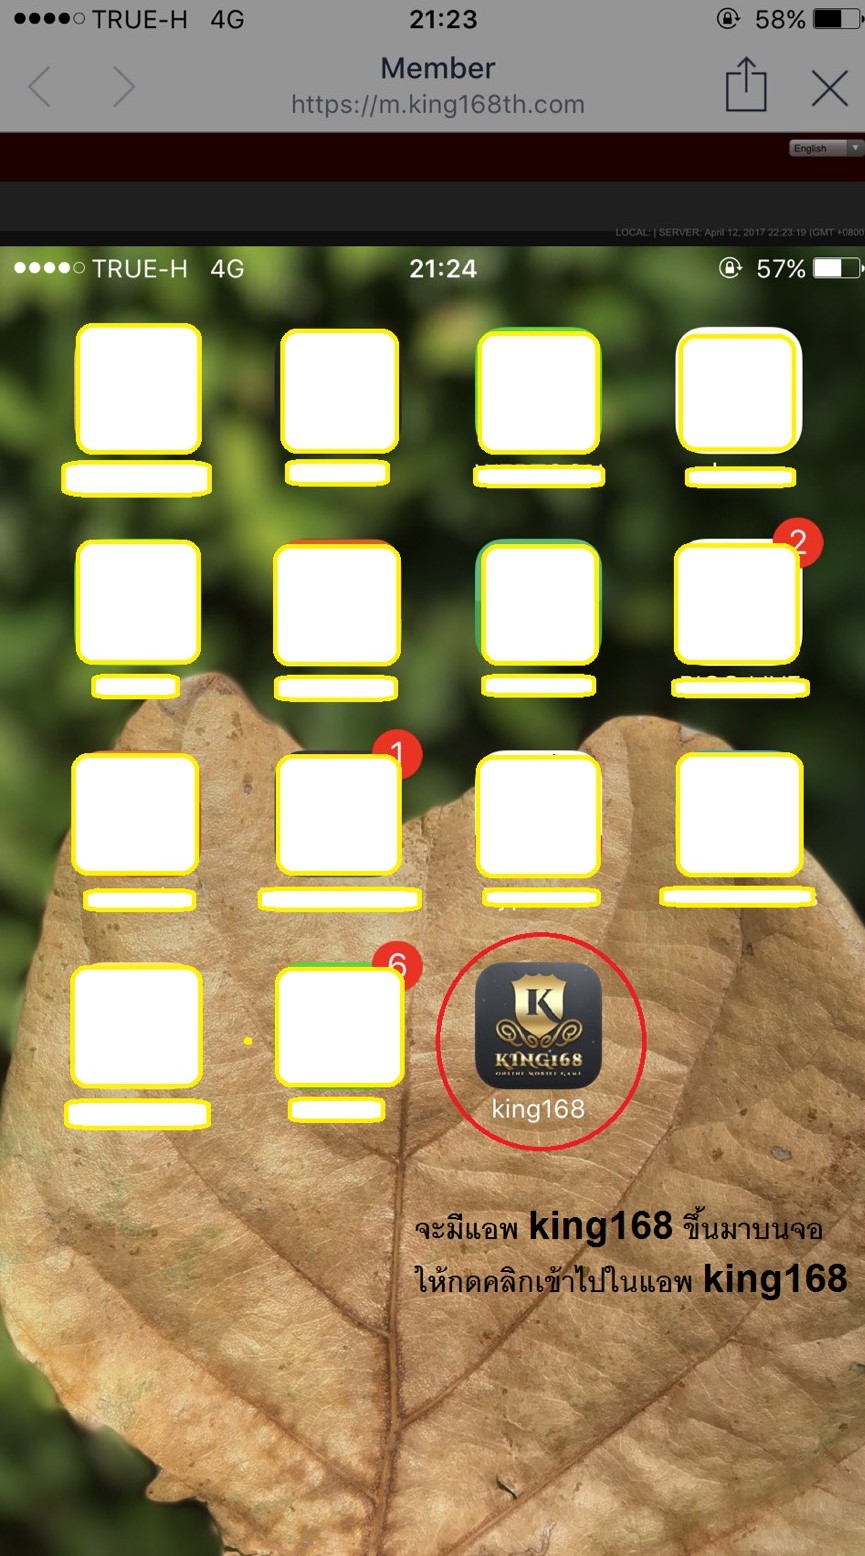 TRUE-H 4G 21:23 58%
Member
https://m.king168th.com
English
LOCAL: | SERVER: April 12, 2017 22:23:19 (GMT +0800
TRUE-H 4G 21:24 57%
2
1
6
K
KING168
ONLINE MOBILE GAME
king168
จะมีแอพ king168 ขึ้นมาบนจอ
ให้กดคลิกเข้าไปในแอพ king168